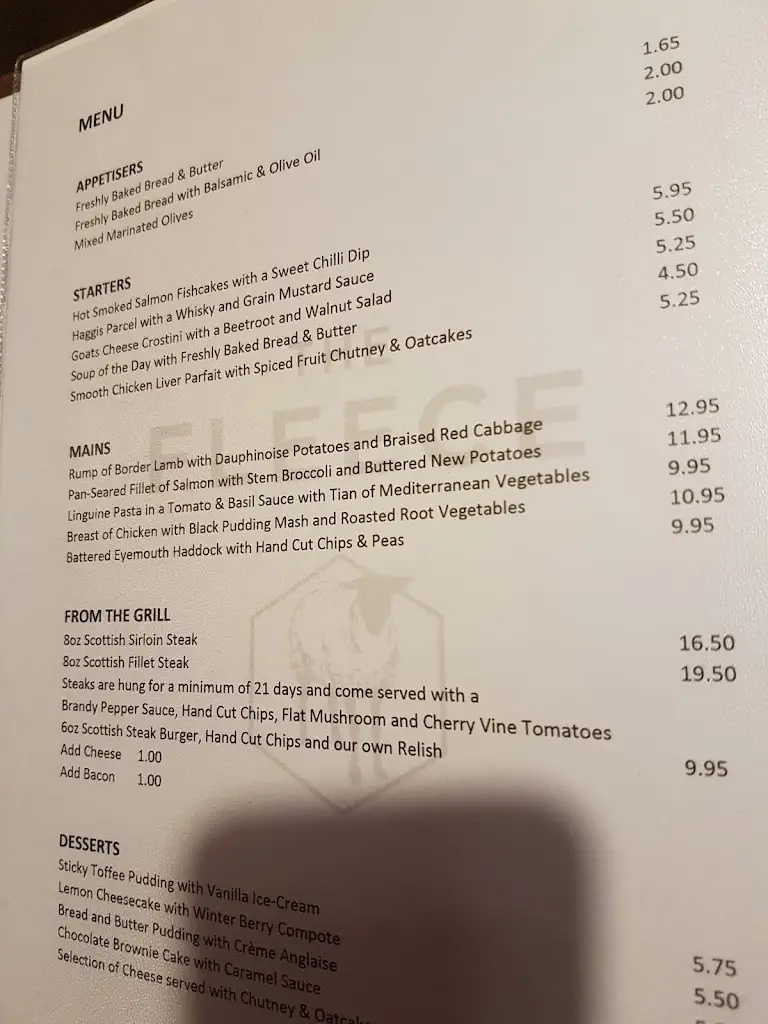 MENU
APPETISERS
Freshly Baked Bread & Butter 1.65
Freshly Baked Bread with Balsamic & Olive Oil 2.00
Mixed Marinated Olives 2.00
STARTERS
Hot Smoked Salmon Fishcakes with a Sweet Chilli Dip 5.95
Haggis Parcel with a Whisky and Grain Mustard Sauce 5.50
Goats Cheese Crostini with a Beetroot and Walnut Salad 5.25
Soup of the Day with Freshly Baked Bread & Butter 4.50
Smooth Chicken Liver Parfait with Spiced Fruit Chutney & Oatcakes 5.25
THE
FLEECE
MAINS
Rump of Border Lamb with Dauphinoise Potatoes and Braised Red Cabbage 12.95
Pan-Seared Fillet of Salmon with Stem Broccoli and Buttered New Potatoes 11.95
Linguine Pasta in a Tomato & Basil Sauce with Tian of Mediterranean Vegetables 9.95
Breast of Chicken with Black Pudding Mash and Roasted Root Vegetables 10.95
Battered Eyemouth Haddock with Hand Cut Chips & Peas 9.95
FROM THE GRILL
8oz Scottish Sirloin Steak 16.50
8oz Scottish Fillet Steak 19.50
Steaks are hung for a minimum of 21 days and come served with a
Brandy Pepper Sauce, Hand Cut Chips, Flat Mushroom and Cherry Vine Tomatoes
6oz Scottish Steak Burger, Hand Cut Chips and our own Relish 9.95
Add Cheese 1.00
Add Bacon 1.00
DESSERTS
Sticky Toffee Pudding with Vanilla Ice-Cream 5.75
Lemon Cheesecake with Winter Berry Compote 5.50
Bread and Butter Pudding with Crème Anglaise
Chocolate Brownie Cake with Caramel Sauce
Selection of Cheese served with Chutney &